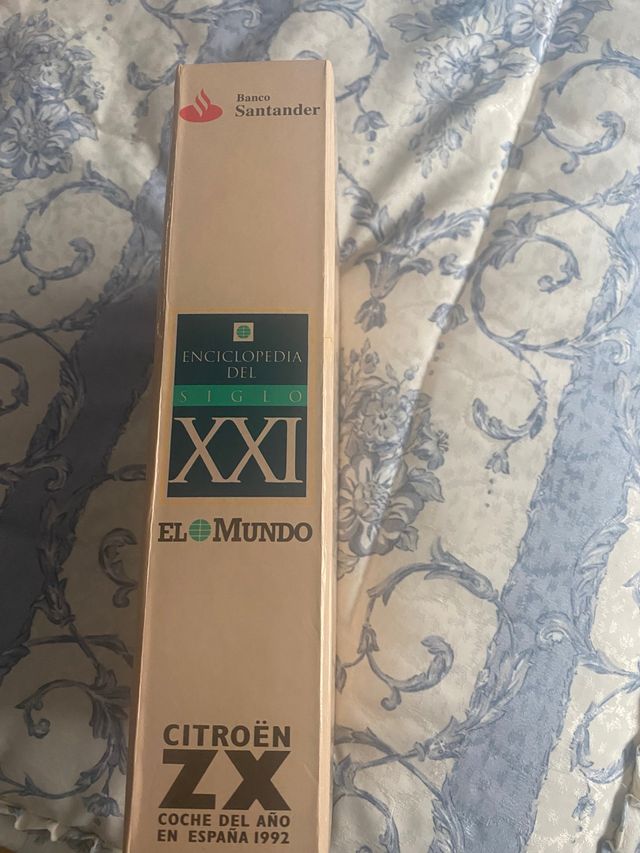 Banco
Santander
ENCICLOPEDIA
DEL
SIGLO
XXI
EL MUNDO
CITROËN
ZX
COCHE DEL AÑO
EN ESPAÑA 1992